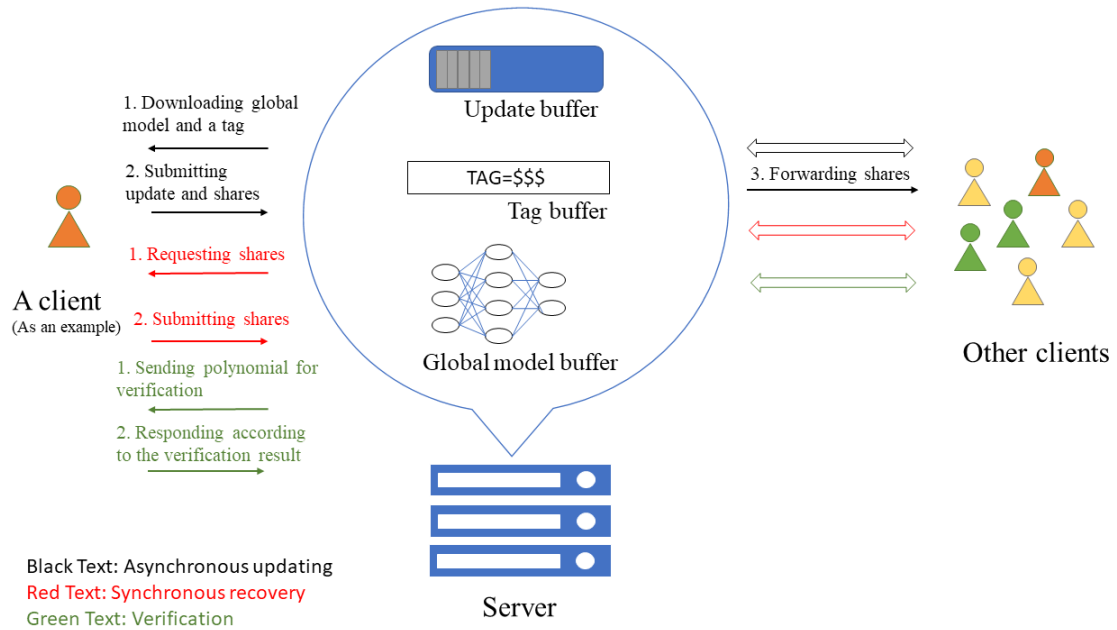 1. Downloading global
model and a tag
2. Submitting
update and shares
1. Requesting shares
2. Submitting shares
1. Sending polynomial for
verification
2. Responding according
to the verification result
A client
(As an example)
Update buffer
TAG=$$$
Tag buffer
Global model buffer
Server
3. Forwarding shares
Other clients
Black Text: Asynchronous updating
Red Text: Synchronous recovery
Green Text: Verification